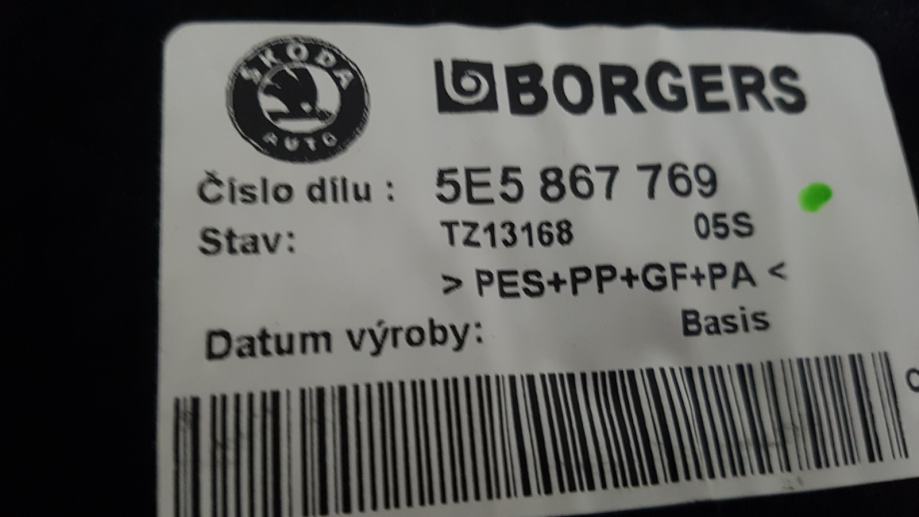 ŠKODA
AUTO
BORGERS
Číslo dílu : 5E5 867 769
Stav: TZ13168 05S
> PES+PP+GF+PA <
Datum výroby: Basis